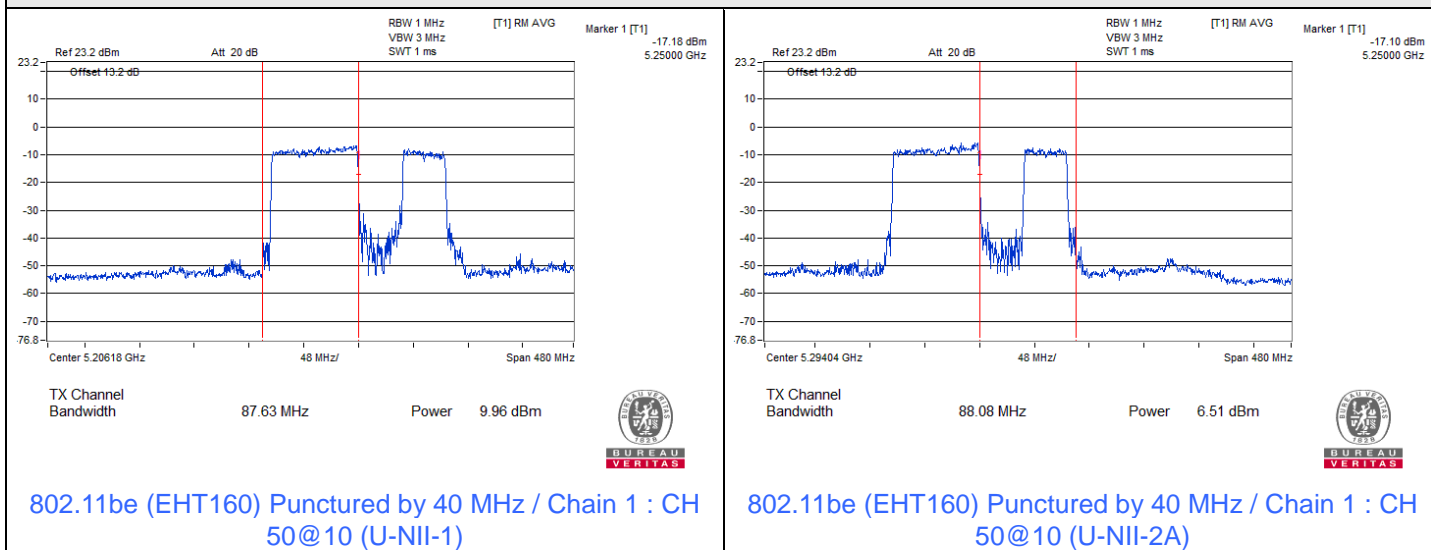 RBW 1 MHz [T1] RM AVG Marker 1 [T1]
VBW 3 MHz -17.18 dBm
Ref 23.2 dBm Att 20 dB SWT 1 ms 5.25000 GHz
23.2
Offset 13.2 dB
10
0
-10
-20
-30
-40
-50
-60
-70
-76.8
Center 5.20618 GHz 48 MHz/ Span 480 MHz
TX Channel
Bandwidth 87.63 MHz Power 9.96 dBm
BUREAU VERITAS
1828
BUREAU
VERITAS
802.11be (EHT160) Punctured by 40 MHz / Chain 1 : CH
50@10 (U-NII-1)
RBW 1 MHz [T1] RM AVG Marker 1 [T1]
VBW 3 MHz -17.10 dBm
Ref 23.2 dBm Att 20 dB SWT 1 ms 5.25000 GHz
23.2
Offset 13.2 dB
10
0
-10
-20
-30
-40
-50
-60
-70
-76.8
Center 5.29404 GHz 48 MHz/ Span 480 MHz
TX Channel
Bandwidth 88.08 MHz Power 6.51 dBm
BUREAU VERITAS
1828
BUREAU
VERITAS
802.11be (EHT160) Punctured by 40 MHz / Chain 1 : CH
50@10 (U-NII-2A)